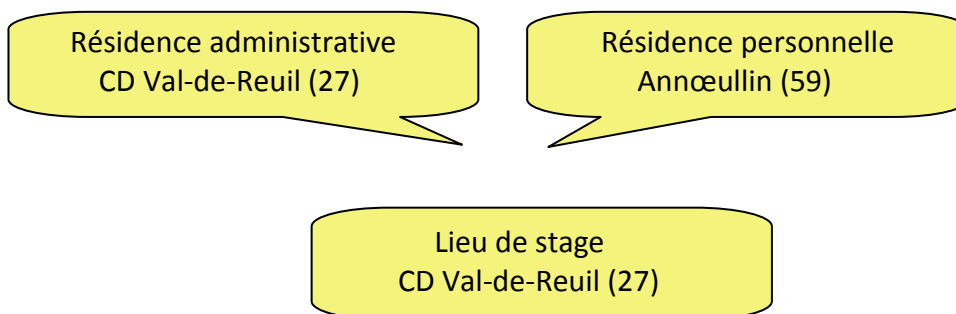 Résidence administrative
CD Val-de-Reuil (27)
Résidence personnelle
Annœullin (59)
Lieu de stage
CD Val-de-Reuil (27)